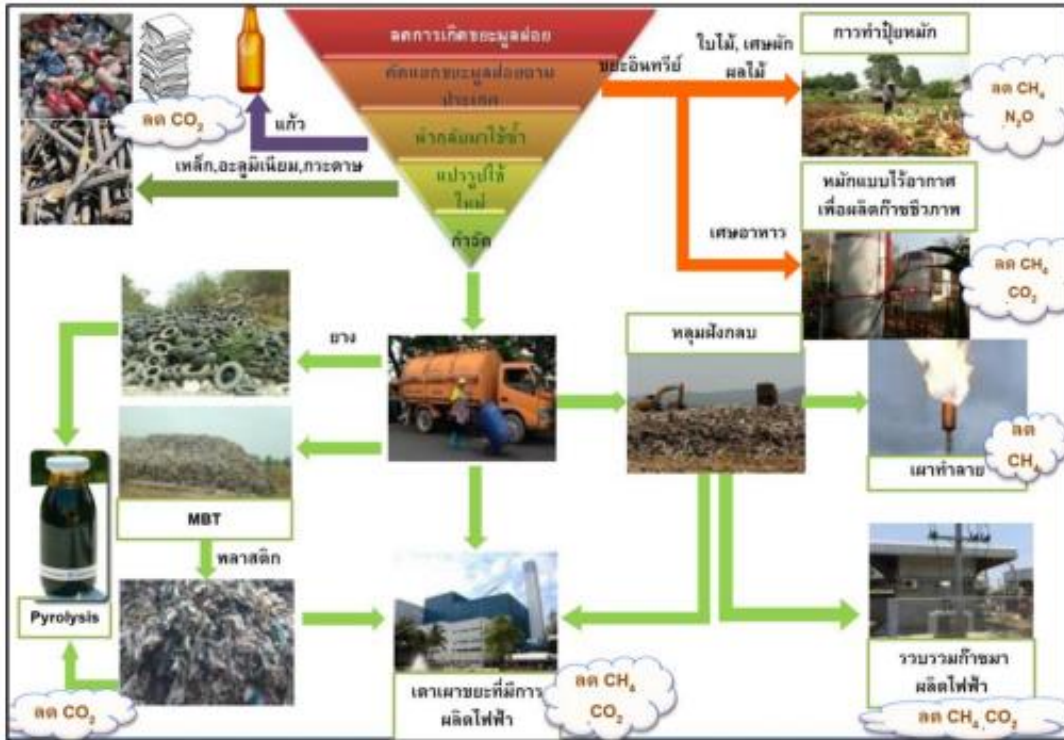 ลดการเกิดขยะมูลฝอย
คัดแยกขยะมูลฝอยตาม
ประเภท
นำกลับมาใช้ซ้ำ
แปรรูปใช้
ใหม่
กำจัด
ลด CO2
แก้ว
เหล็ก,อะลูมิเนียม,กระดาษ
ขยะอินทรีย์
ใบไม้, เศษผัก
ผลไม้
การทำปุ๋ยหมัก
ลด CH4
N2O
หมักแบบไร้อากาศ
เพื่อผลิตก๊าซชีวภาพ
เศษอาหาร
ลด CH4
CO2
ยาง
หลุมฝังกลบ
ลด
CH4
เผาทำลาย
MBT
พลาสติก
Pyrolysis
ลด CO2
เตาเผาขยะที่มีการ
ผลิตไฟฟ้า
ลด CH4
CO2
รวบรวมก๊าซมา
ผลิตไฟฟ้า
ลด CH4 CO2